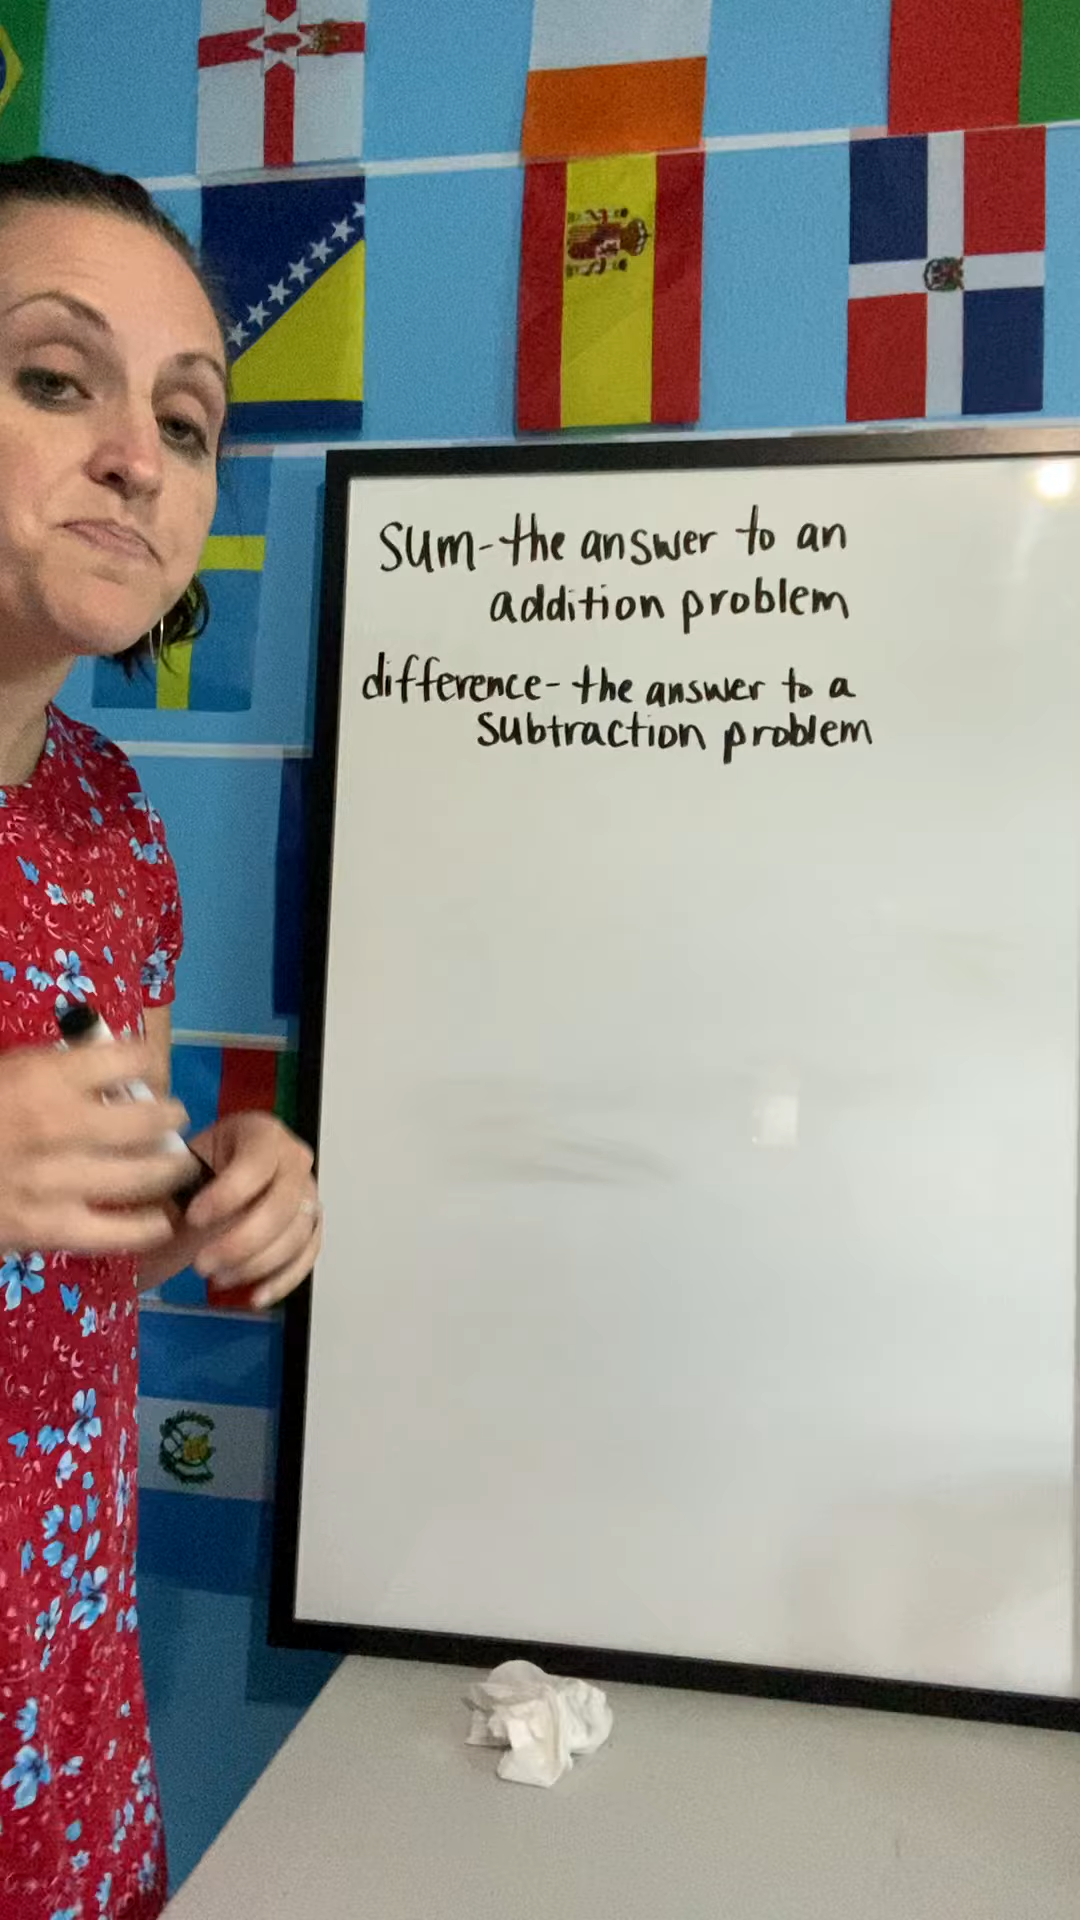 sum-the answer to an
addition problem
difference- the answer to a
subtraction problem